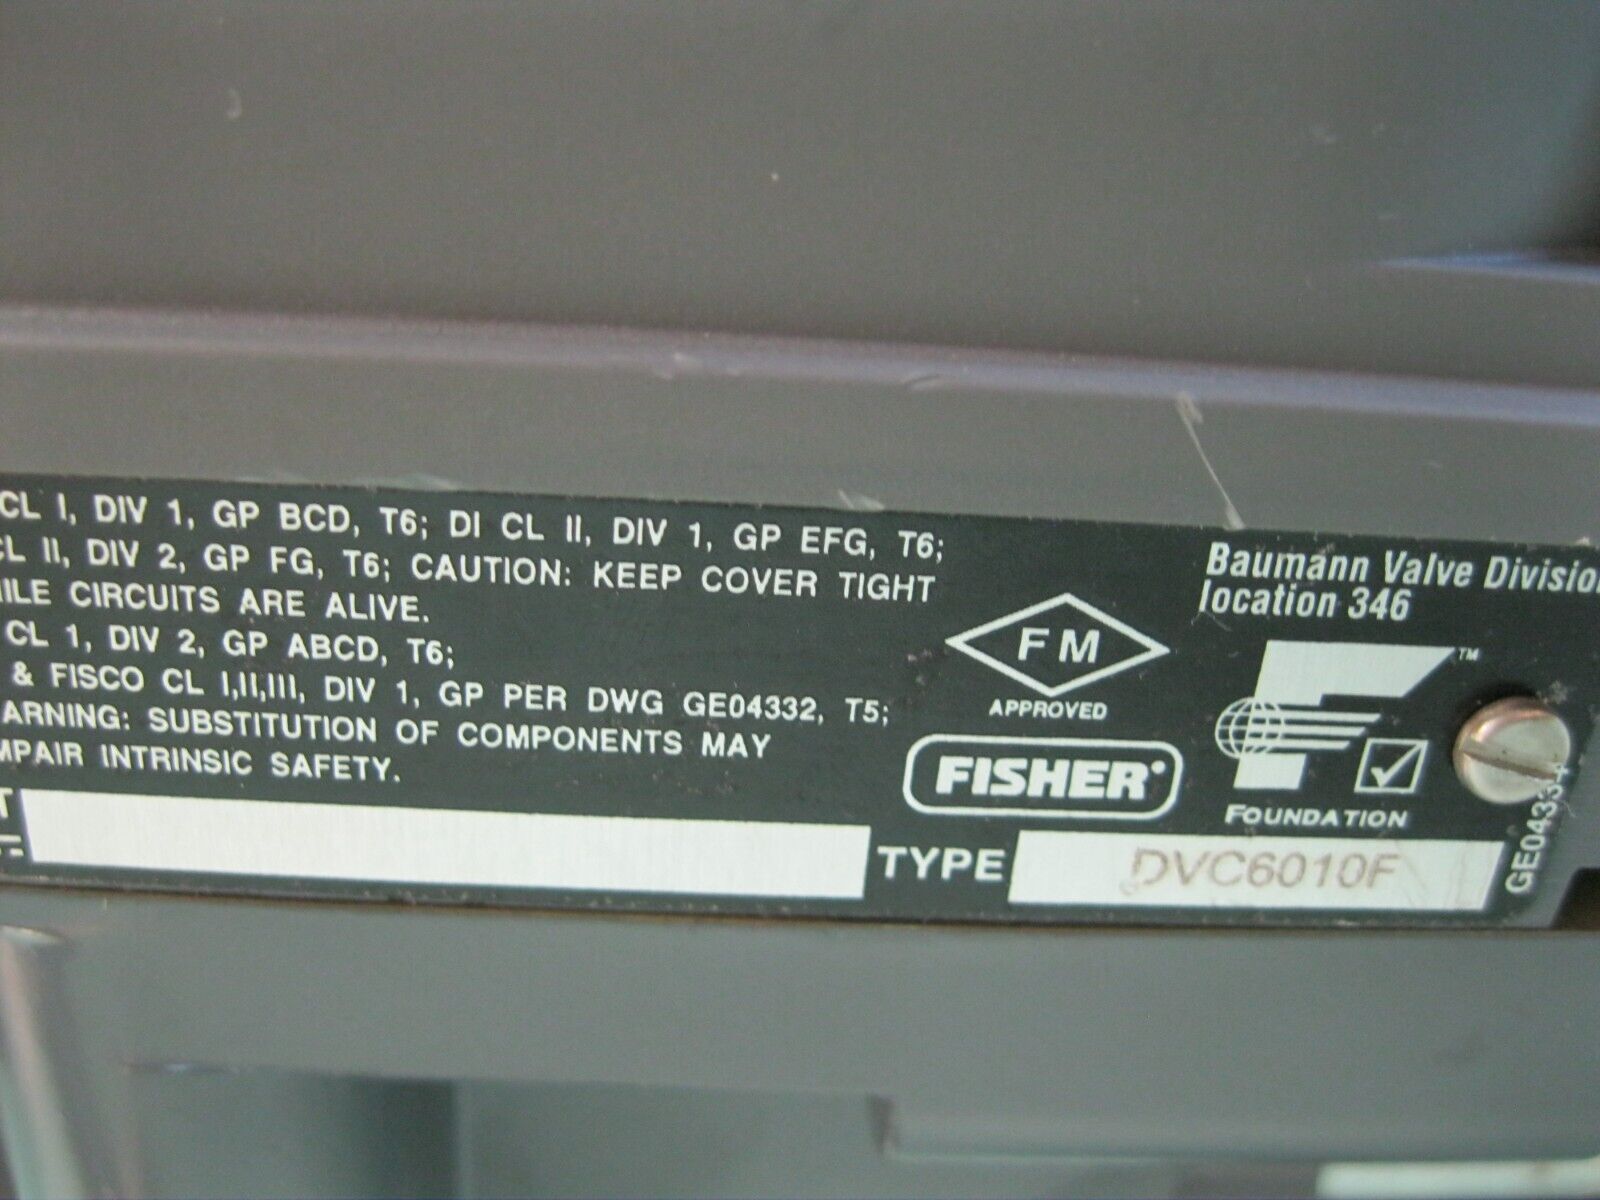 CL I, DIV 1, GP BCD, T6; DI CL II, DIV 1, GP EFG, T6;
CL II, DIV 2, GP FG, T6; CAUTION: KEEP COVER TIGHT
HILE CIRCUITS ARE ALIVE.
CL 1, DIV 2, GP ABCD, T6;
& FISCO CL I,II,III, DIV 1, GP PER DWG GE04332, T5;
ARNING: SUBSTITUTION OF COMPONENTS MAY
MPAIR INTRINSIC SAFETY.
FM
APPROVED
FISHER®
Baumann Valve Divisio
location 346
TM
FOUNDATION
T
TYPE DVC6010F